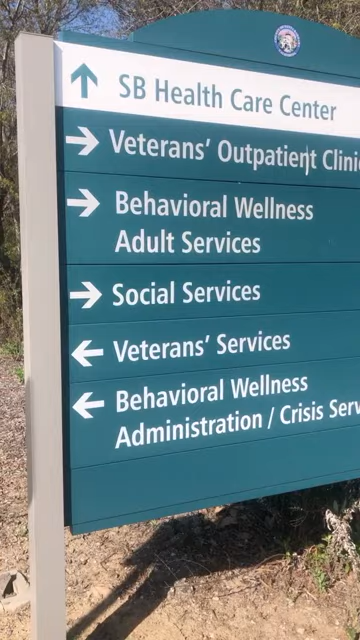 SB Health Care Center
Veterans' Outpatient
Behavioral Wellness
Adult Services
Social Services
Veterans' Services
Behavioral Wellness
Administration / Crisis